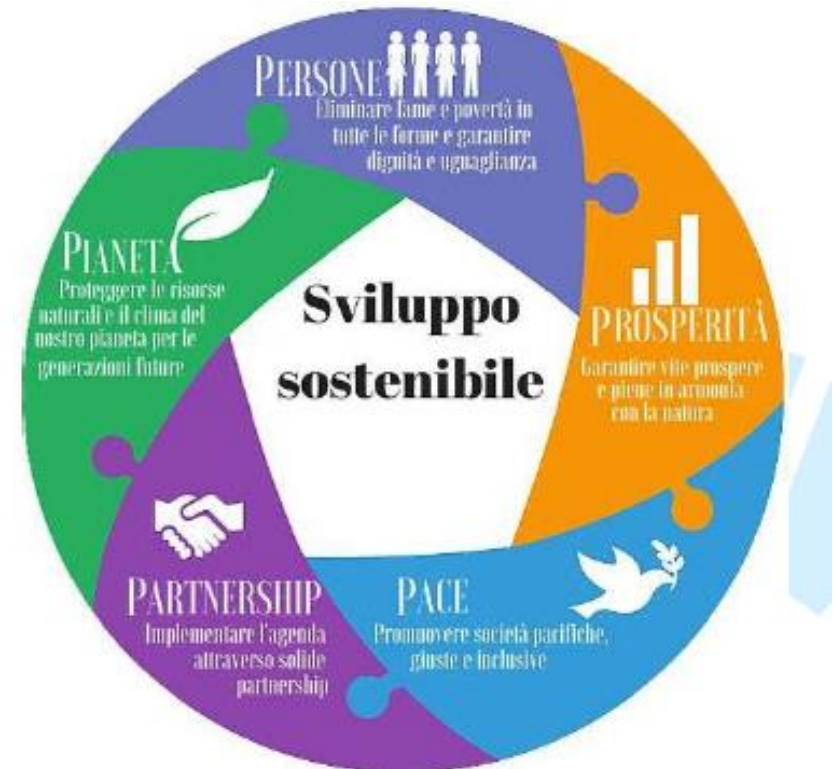 PERSONE
Eliminare fame e povertà in
tutte le forme e garantire
dignità e uguaglianza
PIANETA
Proteggere le risorse
naturali e il clima del
nostro pianeta per le
generazioni future
Sviluppo
sostenibile
PROSPERITÀ
Garantire vite prospere
e piene in armonia
con la natura
PARTNERSHIP
Implementare l'agenda
attraverso solide
partnership
PACE
Promuovere società pacifiche,
giuste e inclusive